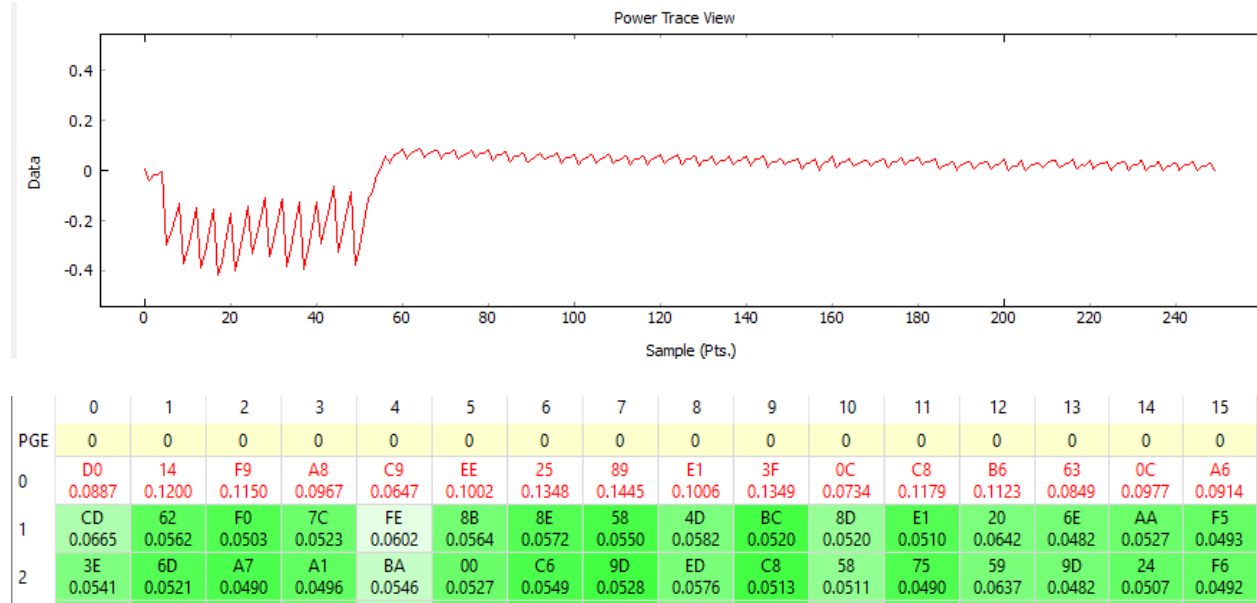 Power Trace View
0.4
0.2
0
-0.2
-0.4
Data
0 20 40 60 80 100 120 140 160 180 200 220 240
Sample (Pts.)
0 1 2 3 4 5 6 7 8 9 10 11 12 13 14 15
PGE 0 0 0 0 0 0 0 0 0 0 0 0 0 0 0 0
0 D0 14 F9 A8 C9 EE 25 89 E1 3F 0C C8 B6 63 0C A6
0.0887 0.1200 0.1150 0.0967 0.0647 0.1002 0.1348 0.1445 0.1006 0.1349 0.0734 0.1179 0.1123 0.0849 0.0977 0.0914
1 CD 62 F0 7C FE 8B 8E 58 4D BC 8D E1 20 6E AA F5
0.0665 0.0562 0.0503 0.0523 0.0602 0.0564 0.0572 0.0550 0.0582 0.0520 0.0520 0.0510 0.0642 0.0482 0.0527 0.0493
2 3E 6D A7 A1 BA 00 C6 9D ED C8 58 75 59 9D 24 F6
0.0541 0.0521 0.0490 0.0496 0.0546 0.0527 0.0549 0.0528 0.0576 0.0513 0.0511 0.0490 0.0637 0.0482 0.0507 0.0492